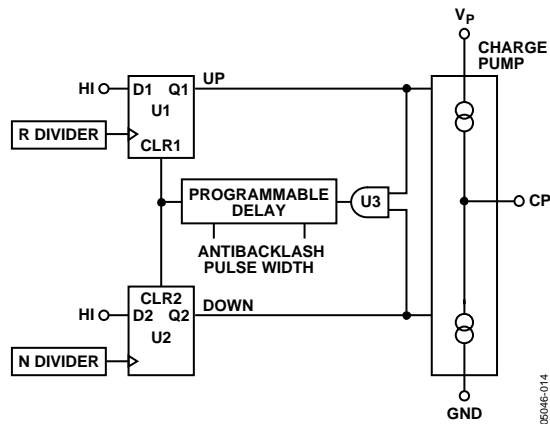 VP
CHARGE
PUMP
HI
D1 Q1
UP
U1
R DIVIDER
CLR1
PROGRAMMABLE
DELAY
U3
CP
ANTIBACKLASH
PULSE WIDTH
CLR2
HI
D2 Q2
DOWN
U2
N DIVIDER
GND
05046-014